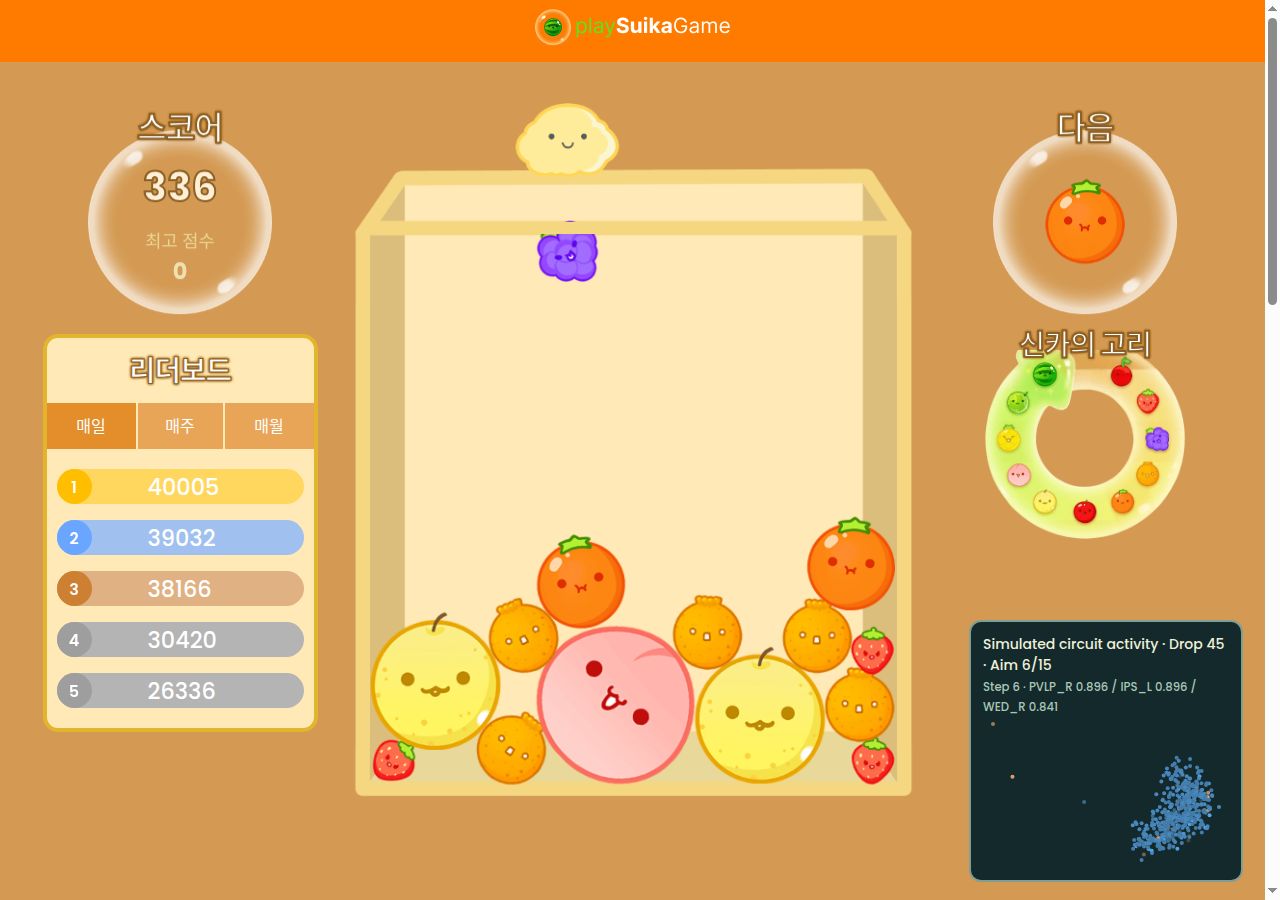 playSuikaGame
스코어
336
최고 점수
0
다음
신카의 고리
리더보드
매일 매주 매월
1 40005
2 39032
3 38166
4 30420
5 26336
Simulated circuit activity · Drop 45
· Aim 6/15
Step 6 · PVLP_R 0.896 / IPS_L 0.896 /
WED_R 0.841